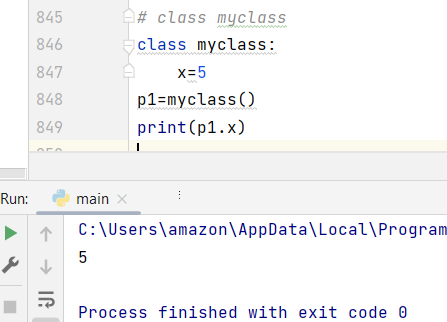 845 # class myclass
846 class myclass:
847 x=5
848 p1=myclass()
849 print(p1.x)
Run: main ×
C:\Users\amazon\AppData\Local\Program
5
Process finished with exit code 0